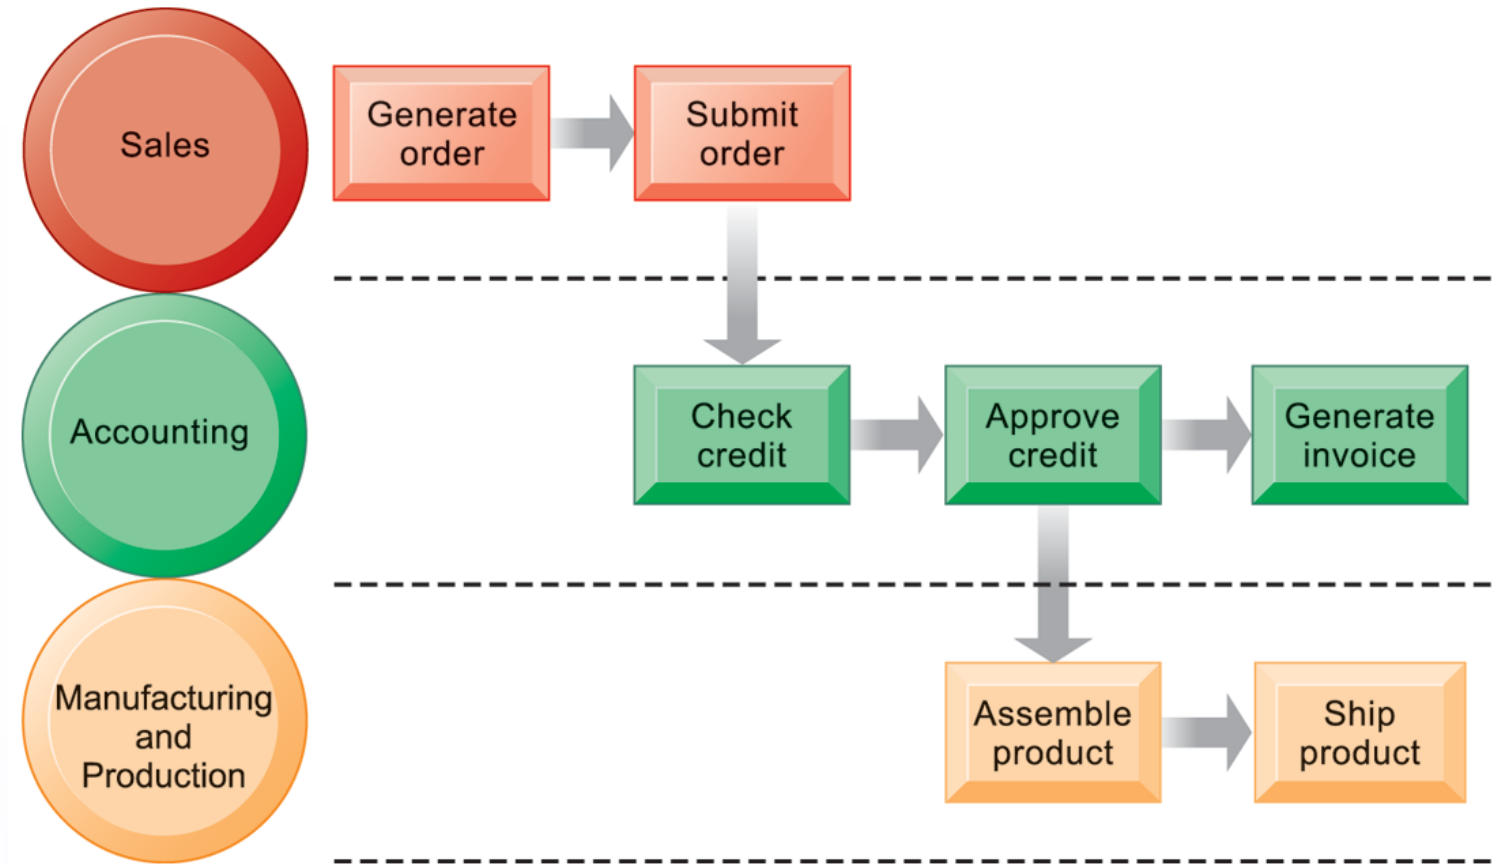 Sales
Generate
order
Submit
order
Accounting
Check
credit
Approve
credit
Generate
invoice
Manufacturing
and
Production
Assemble
product
Ship
product